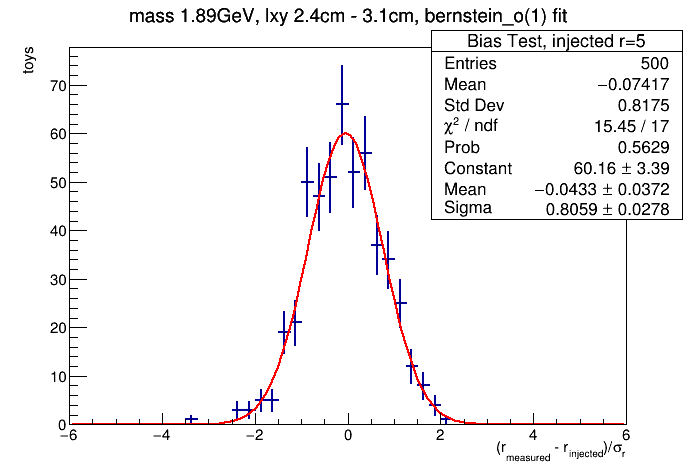 mass 1.89GeV, lxy 2.4cm - 3.1cm, bernstein_o(1) fit
toys
Bias Test, injected r=5
Entries 500
Mean −0.07417
Std Dev 0.8175
χ² / ndf 15.45 / 17
Prob 0.5629
Constant 60.16 ± 3.39
Mean −0.0433 ± 0.0372
Sigma 0.8059 ± 0.0278
70
60
50
40
30
20
10
0
−6 −4 −2 0 2 4 6
(r_measured - r_injected)/σ_r